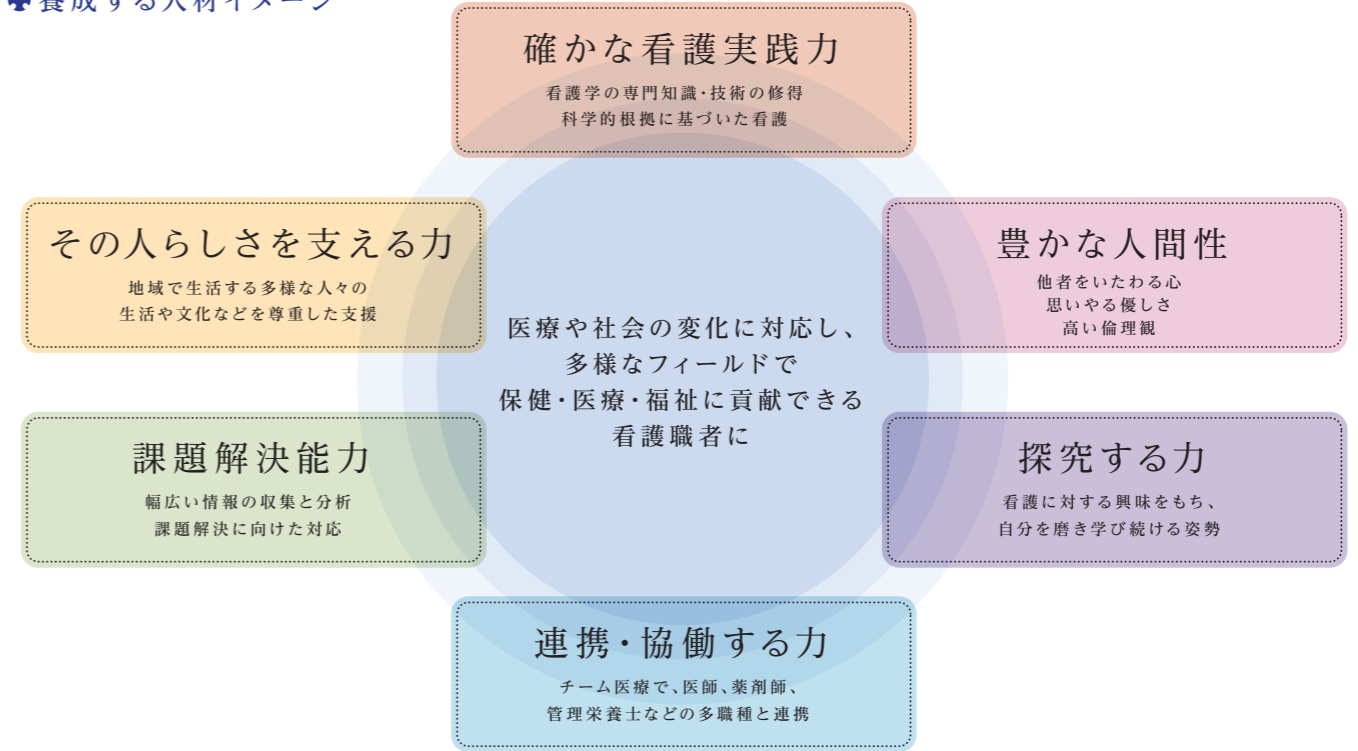 養成する人材イメージ
確かな看護実践力
看護学の専門知識・技術の修得
科学的根拠に基づいた看護
その人らしさを支える力
地域で生活する多様な人々の
生活や文化などを尊重した支援
豊かな人間性
他者をいたわる心
思いやる優しさ
高い倫理観
医療や社会の変化に対応し、
多様なフィールドで
保健・医療・福祉に貢献できる
看護職者に
課題解決能力
幅広い情報の収集と分析
課題解決に向けた対応
探究する力
看護に対する興味をもち、
自分を磨き学び続ける姿勢
連携・協働する力
チーム医療で、医師、薬剤師、
管理栄養士などの多職種と連携